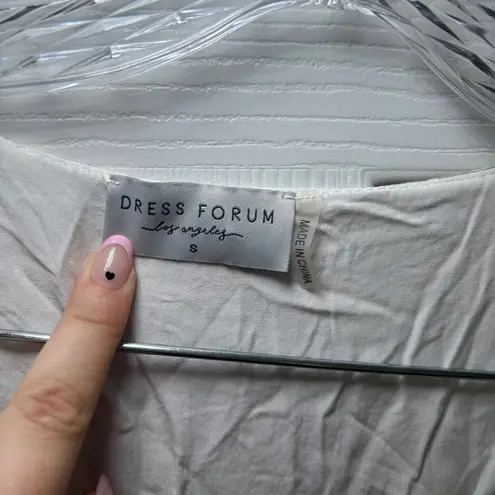 DRESS FORUM
los angeles
S
MADE IN CHINA